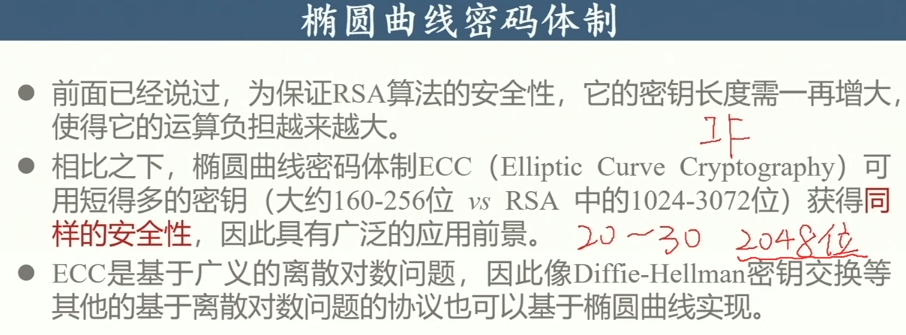 椭圆曲线密码体制
● 前面已经说过，为保证RSA算法的安全性，它的密钥长度需一再增大，
使得它的运算负担越来越大。
● 相比之下，椭圆曲线密码体制ECC（Elliptic Curve Cryptography）可
用短得多的密钥（大约160-256位 vs RSA 中的1024-3072位）获得同
样的安全性，因此具有广泛的应用前景。 20～30 2048位
● ECC是基于广义的离散对数问题，因此像Diffie-Hellman密钥交换等
其他的基于离散对数问题的协议也可以基于椭圆曲线实现。